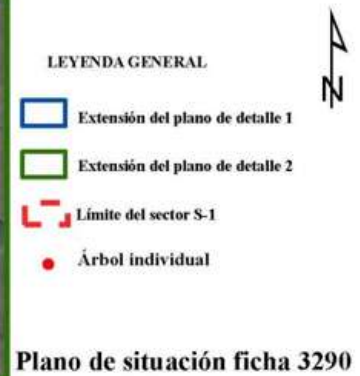 N
LEYENDA GENERAL
Extensión del plano de detalle 1
Extensión del plano de detalle 2
Límite del sector S-1
Árbol individual
Plano de situación ficha 3290